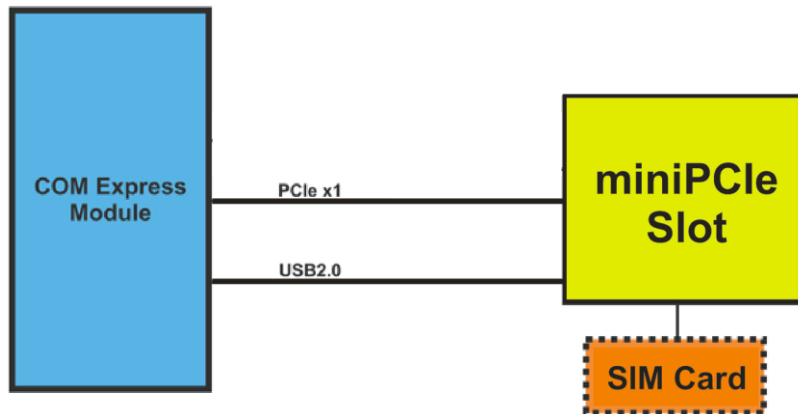 COM Express
Module
PCIe x1
USB2.0
miniPCIe
Slot
SIM Card